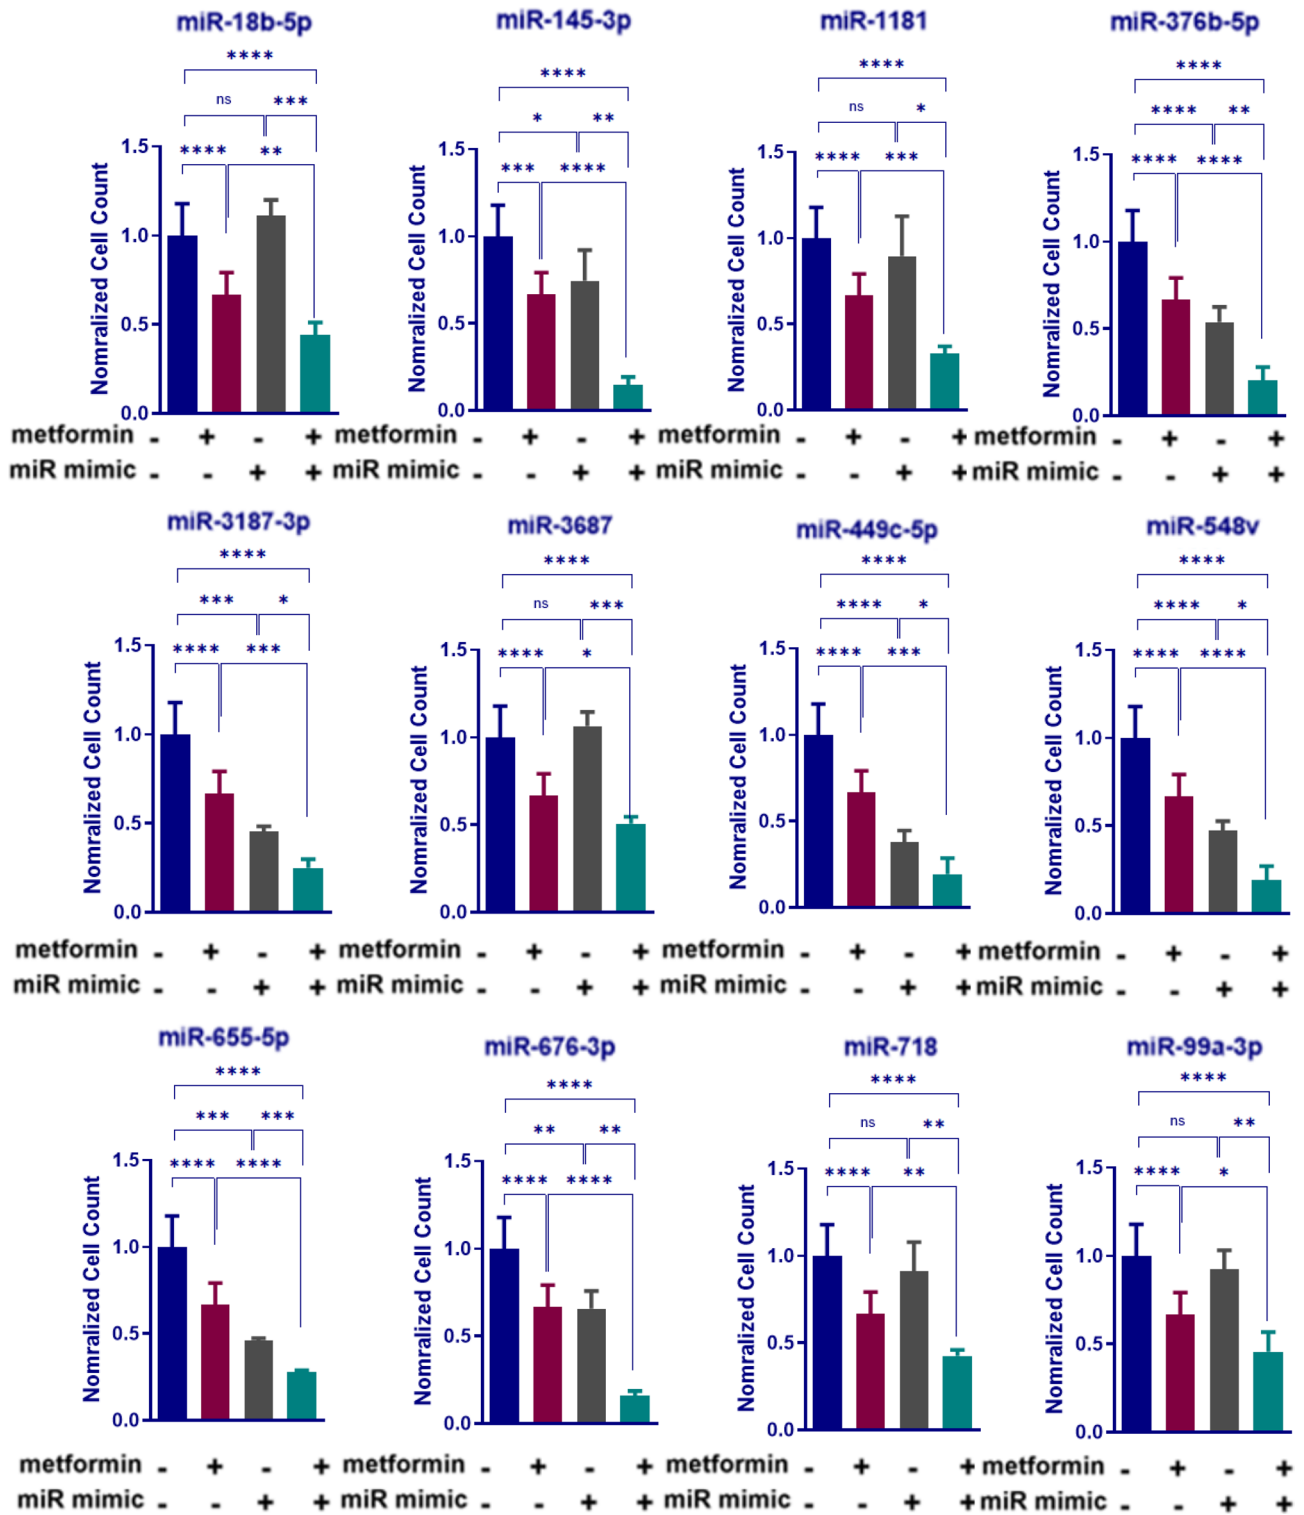 miR-18b-5p miR-145-3p miR-1181 miR-376b-5p
**** **** **** ****
ns *** * ** ns * **** **
**** ** *** **** **** *** **** ****
1.5 1.5 1.5 1.5
1.0 1.0 1.0 1.0
0.5 0.5 0.5 0.5
0.0 0.0 0.0 0.0
Nomralized Cell Count Nomralized Cell Count Nomralized Cell Count Nomralized Cell Count
metformin - + - + metformin - + - + metformin - + - + metformin - + - +
miR mimic - - + + miR mimic - - + + miR mimic - - + + miR mimic - - + +
miR-3187-3p miR-3687 miR-449c-5p miR-548v
**** **** **** ****
*** * ns *** **** * **** *
**** *** **** * **** *** **** ****
1.5 1.5 1.5 1.5
1.0 1.0 1.0 1.0
0.5 0.5 0.5 0.5
0.0 0.0 0.0 0.0
Nomralized Cell Count Nomralized Cell Count Nomralized Cell Count Nomralized Cell Count
metformin - + - + metformin - + - + metformin - + - + metformin - + - +
miR mimic - - + + miR mimic - - + + miR mimic - - + + miR mimic - - + +
miR-655-5p miR-676-3p miR-718 miR-99a-3p
**** **** **** ****
*** *** ** ** ns ** ns **
**** **** **** **** **** ** **** *
1.5 1.5 1.5 1.5
1.0 1.0 1.0 1.0
0.5 0.5 0.5 0.5
0.0 0.0 0.0 0.0
Nomralized Cell Count Nomralized Cell Count Nomralized Cell Count Nomralized Cell Count
metformin - + - + metformin - + - + metformin - + - + metformin - + - +
miR mimic - - + + miR mimic - - + + miR mimic - - + + miR mimic - - + +